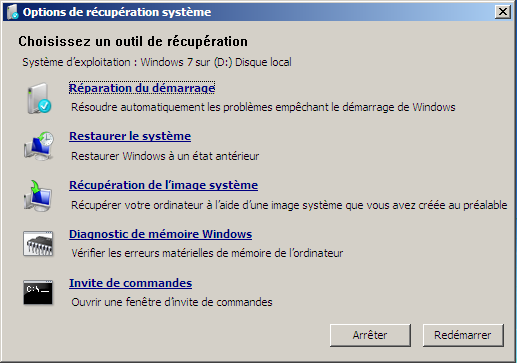 Options de récupération système
Choisissez un outil de récupération
Système d'exploitation : Windows 7 sur (D:) Disque local
Réparation du démarrage
Résoudre automatiquement les problèmes empêchant le démarrage de Windows
Restaurer le système
Restaurer Windows à un état antérieur
Récupération de l'image système
Récupérer votre ordinateur à l'aide d'une image système que vous avez créée au préalable
Diagnostic de mémoire Windows
Vérifier les erreurs matérielles de mémoire de l'ordinateur
C:\_
Invite de commandes
Ouvrir une fenêtre d'invite de commandes
Arrêter
Redémarrer